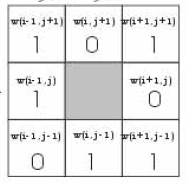 w(i-1,j+1) w(i,j+1) w(i+1,j+1)
1 0 1
w(i-1,j) w(i+1,j)
1 0
w(i-1,j-1) w(i,j-1) w(i+1,j-1)
0 1 1